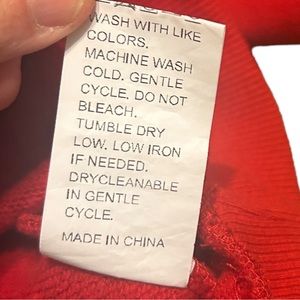 WASH WITH LIKE
COLORS.
MACHINE WASH
COLD. GENTLE
CYCLE. DO NOT
BLEACH.
TUMBLE DRY
LOW. LOW IRON
IF NEEDED.
DRYCLEANABLE
IN GENTLE
CYCLE.
MADE IN CHINA